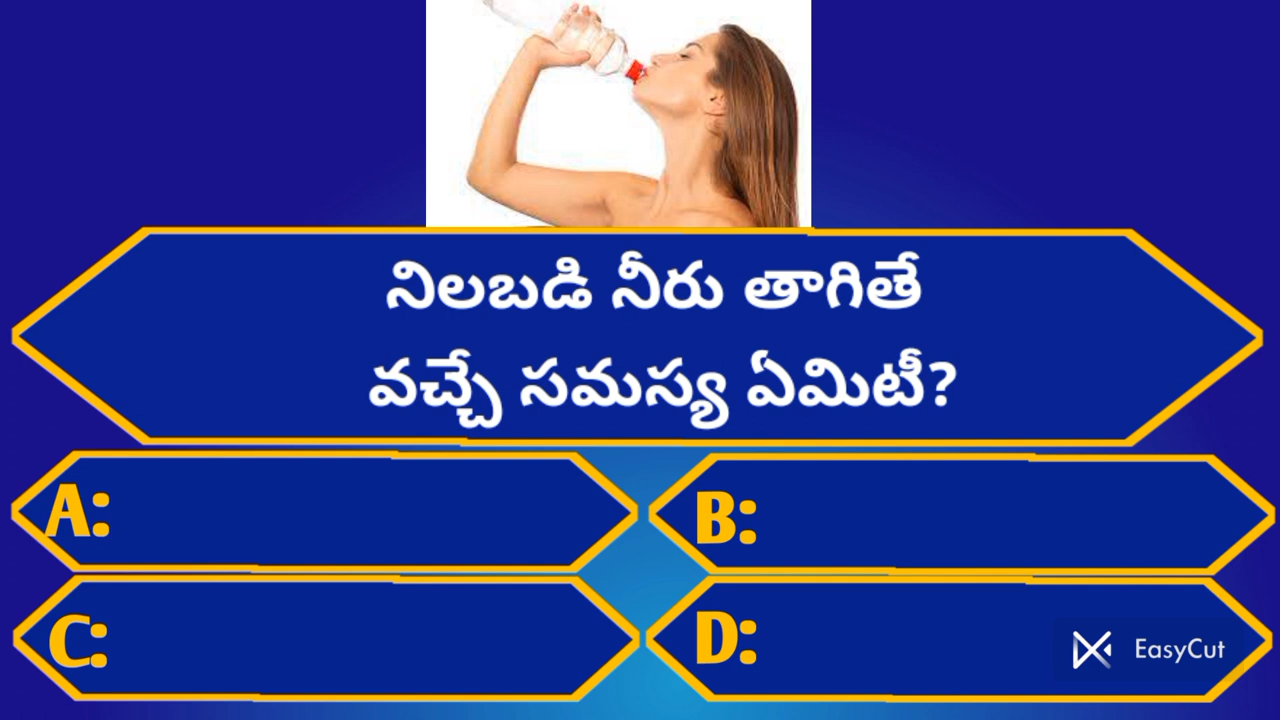 నిలబడి నీరు తాగితే
వచ్చే సమస్య ఏమిటీ?
A:
B:
C:
D:
EasyCut